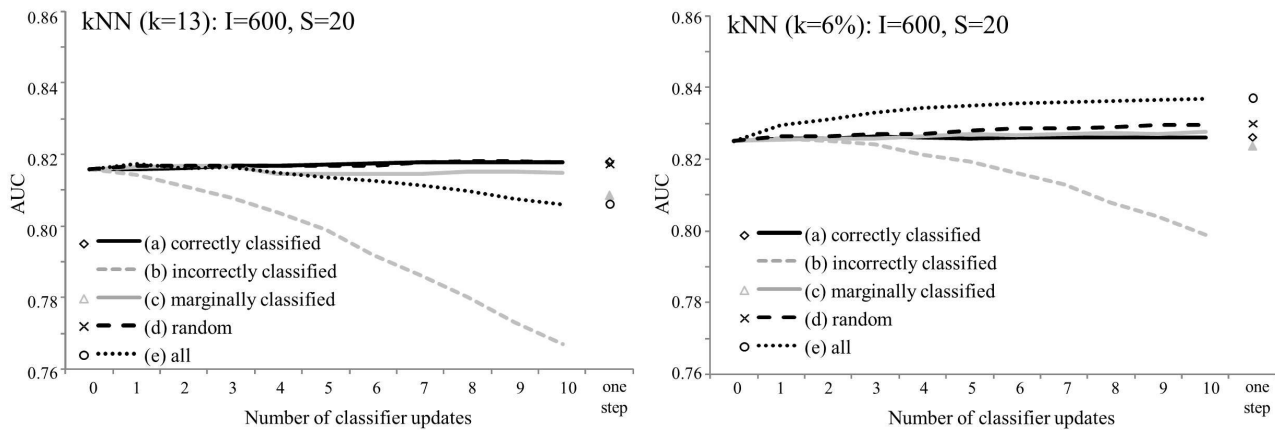 kNN (k=13): I=600, S=20
0.86
0.84
0.82
0.80
0.78
0.76
AUC
(a) correctly classified
(b) incorrectly classified
(c) marginally classified
(d) random
(e) all
0 1 2 3 4 5 6 7 8 9 10 one
step
Number of classifier updates
kNN (k=6%): I=600, S=20
0.86
0.84
0.82
0.80
0.78
0.76
AUC
(a) correctly classified
(b) incorrectly classified
(c) marginally classified
(d) random
(e) all
0 1 2 3 4 5 6 7 8 9 10 one
step
Number of classifier updates